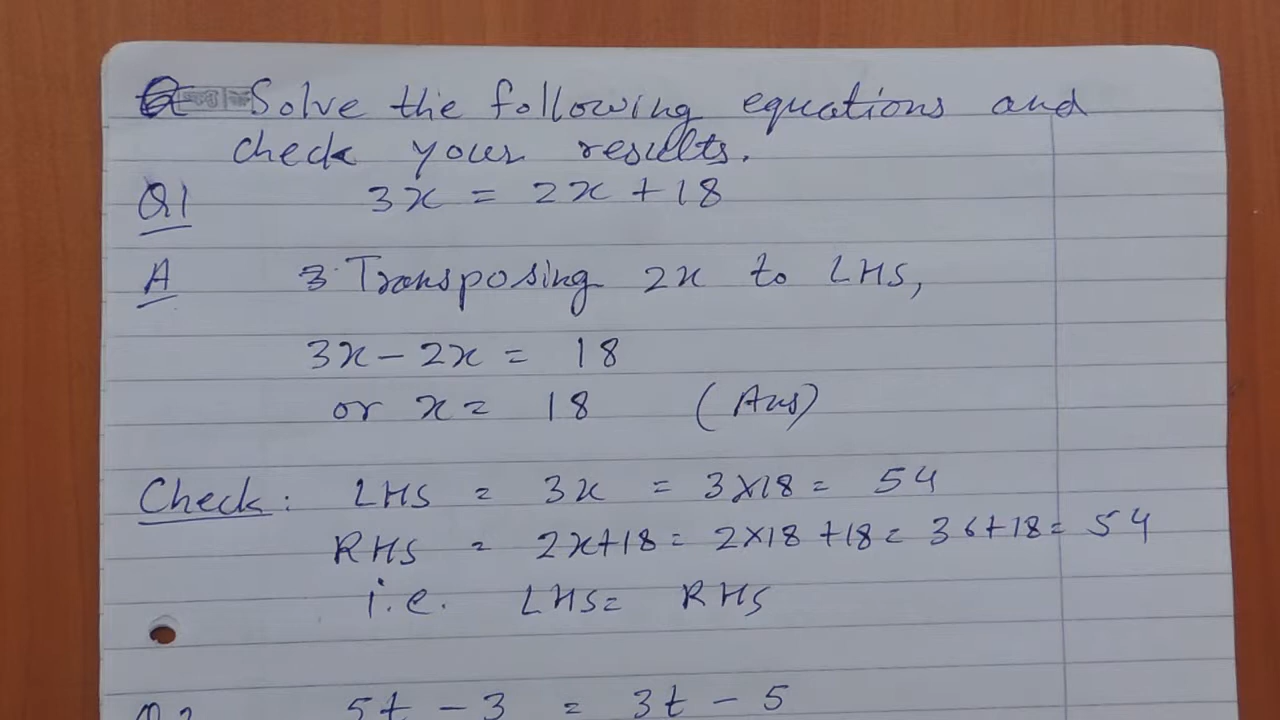 Solve the following equations and
check your results.
Q1 3x = 2x + 18
A Transposing 2x to LHS,
3x - 2x = 18
or x = 18 (Ans)
Check: LHS = 3x = 3×18 = 54
RHS = 2x+18 = 2×18 +18 = 36+18 = 54
i.e. LHS = RHS
Q2 5t - 3 = 3t - 5